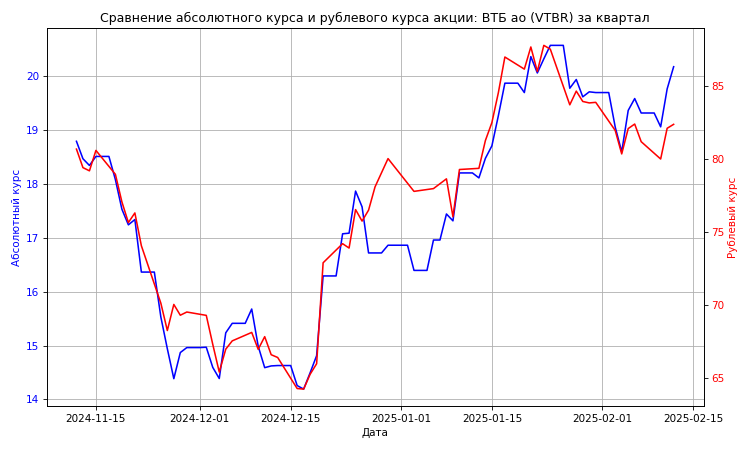 Сравнение абсолютного курса и рублевого курса акции: ВТБ ао (VTBR) за квартал
Абсолютный курс
20
19
18
17
16
15
14
85
80
75
70
65
Рублевый курс
2024-11-15 2024-12-01 2024-12-15 2025-01-01 2025-01-15 2025-02-01 2025-02-15
Дата